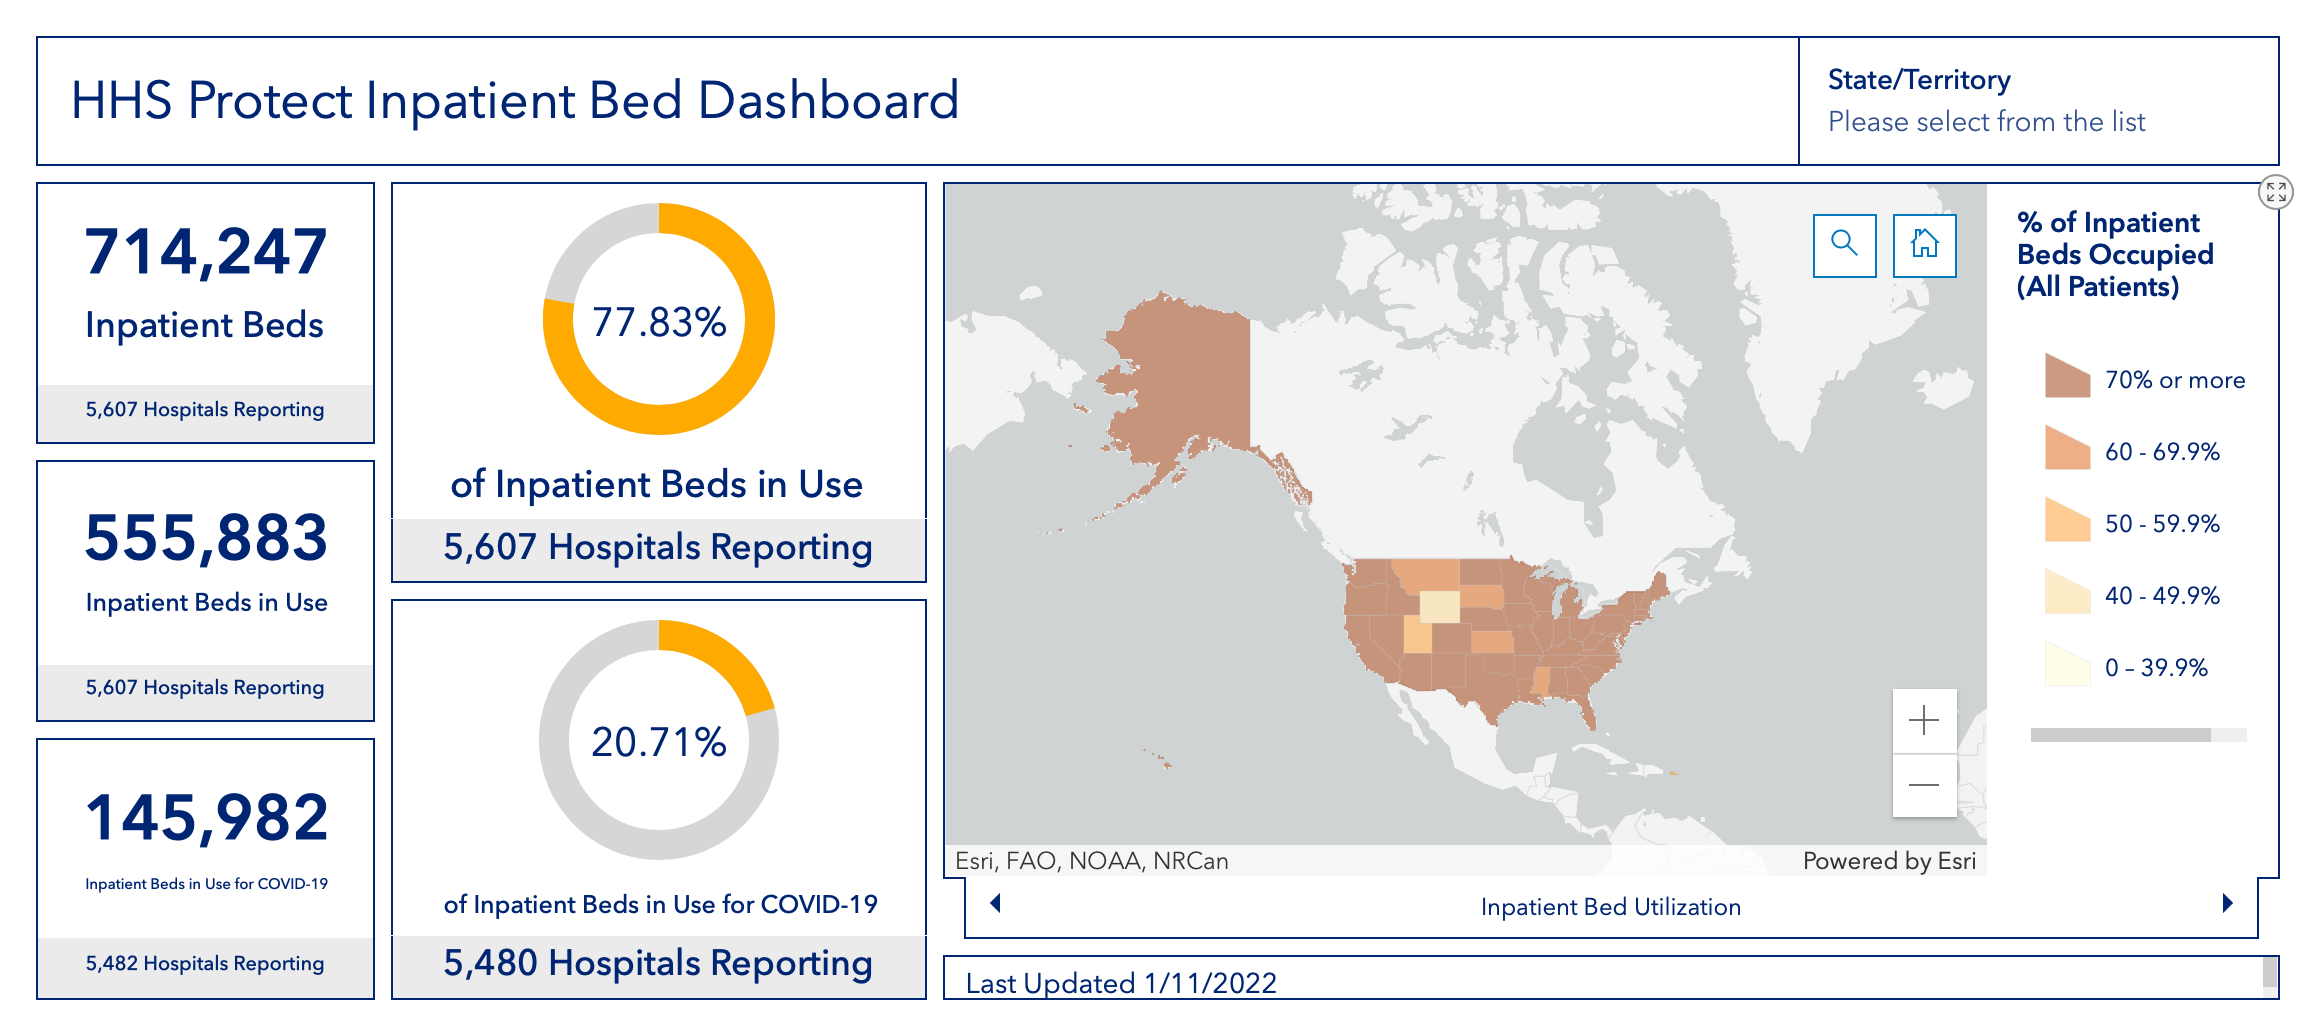 HHS Protect Inpatient Bed Dashboard
State/Territory
Please select from the list
714,247
Inpatient Beds
5,607 Hospitals Reporting
555,883
Inpatient Beds in Use
5,607 Hospitals Reporting
145,982
Inpatient Beds in Use for COVID-19
5,482 Hospitals Reporting
77.83%
of Inpatient Beds in Use
5,607 Hospitals Reporting
20.71%
of Inpatient Beds in Use for COVID-19
5,480 Hospitals Reporting
% of Inpatient
Beds Occupied
(All Patients)
70% or more
60 - 69.9%
50 - 59.9%
40 - 49.9%
0 – 39.9%
Esri, FAO, NOAA, NRCan
Powered by Esri
Inpatient Bed Utilization
Last Updated 1/11/2022